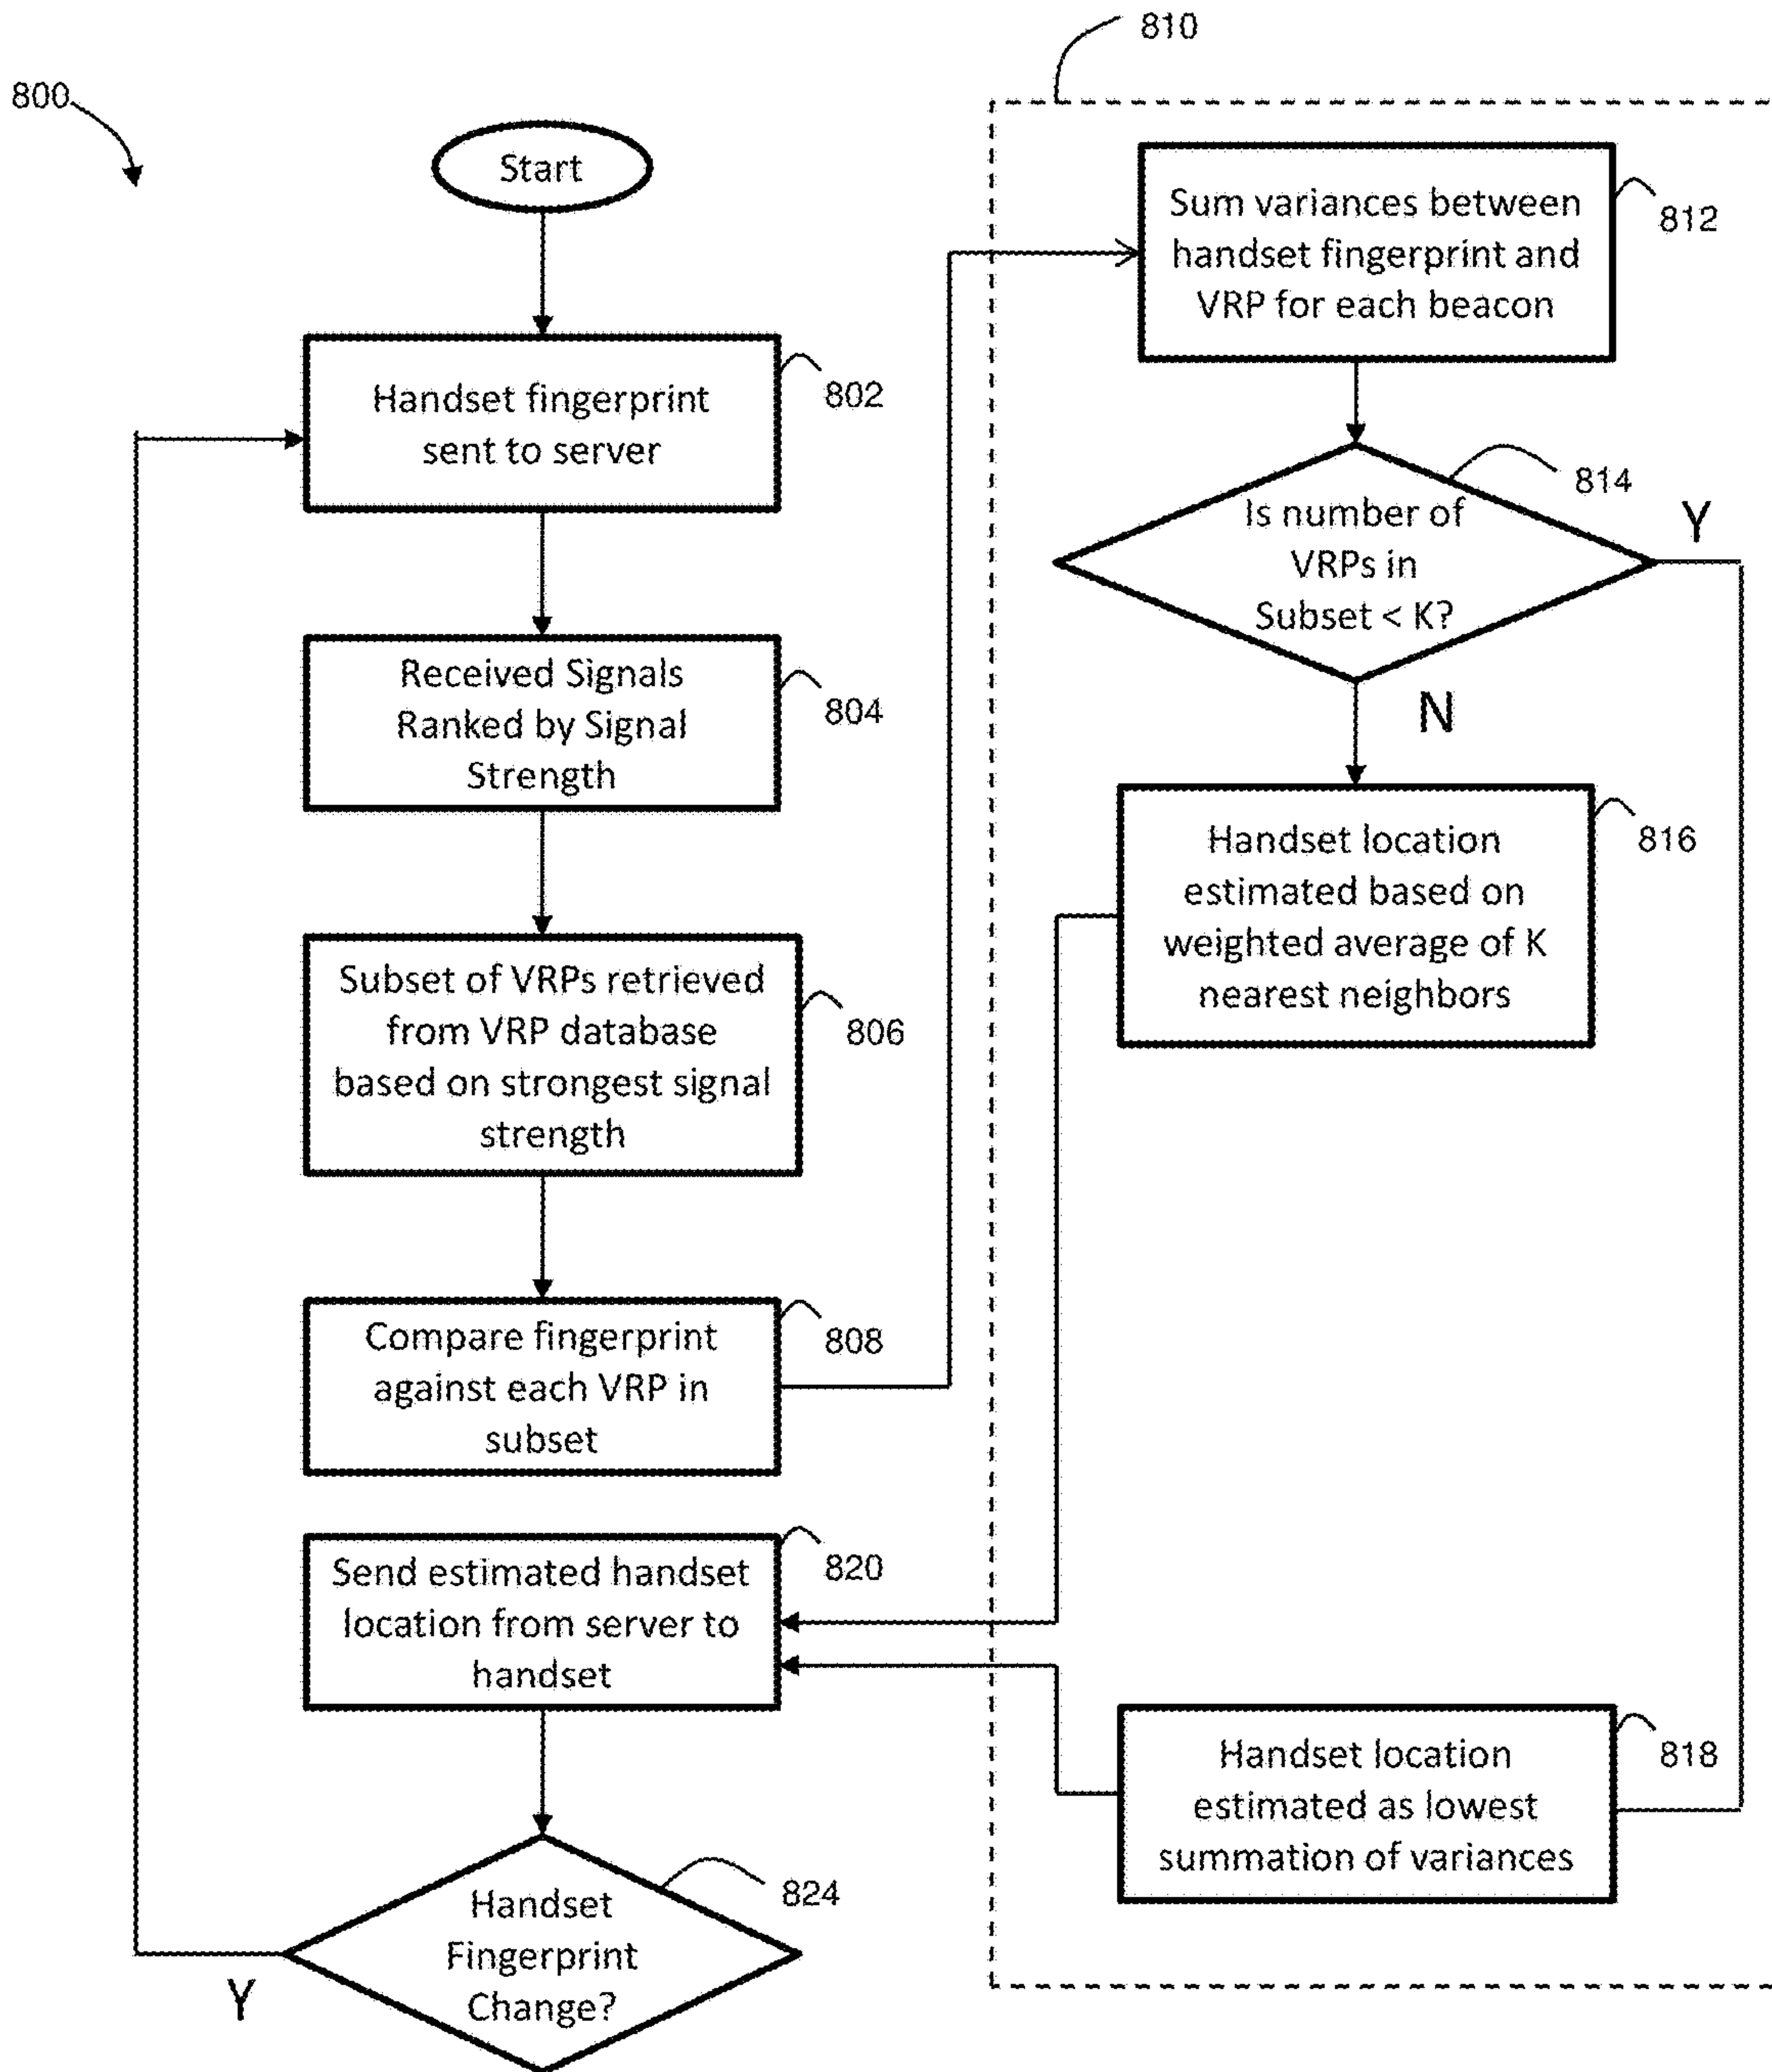 800
Start
Handset fingerprint
sent to server
802
Received Signals
Ranked by Signal
Strength
804
Subset of VRPs retrieved
from VRP database
based on strongest signal
strength
806
Compare fingerprint
against each VRP in
subset
808
810
Sum variances between
handset fingerprint and
VRP for each beacon
812
Is number of
VRPs in
Subset < K?
814
Y
N
Handset location
estimated based on
weighted average of K
nearest neighbors
816
Handset location
estimated as lowest
summation of variances
818
Send estimated handset
location from server to
handset
820
Handset
Fingerprint
Change?
824
Y